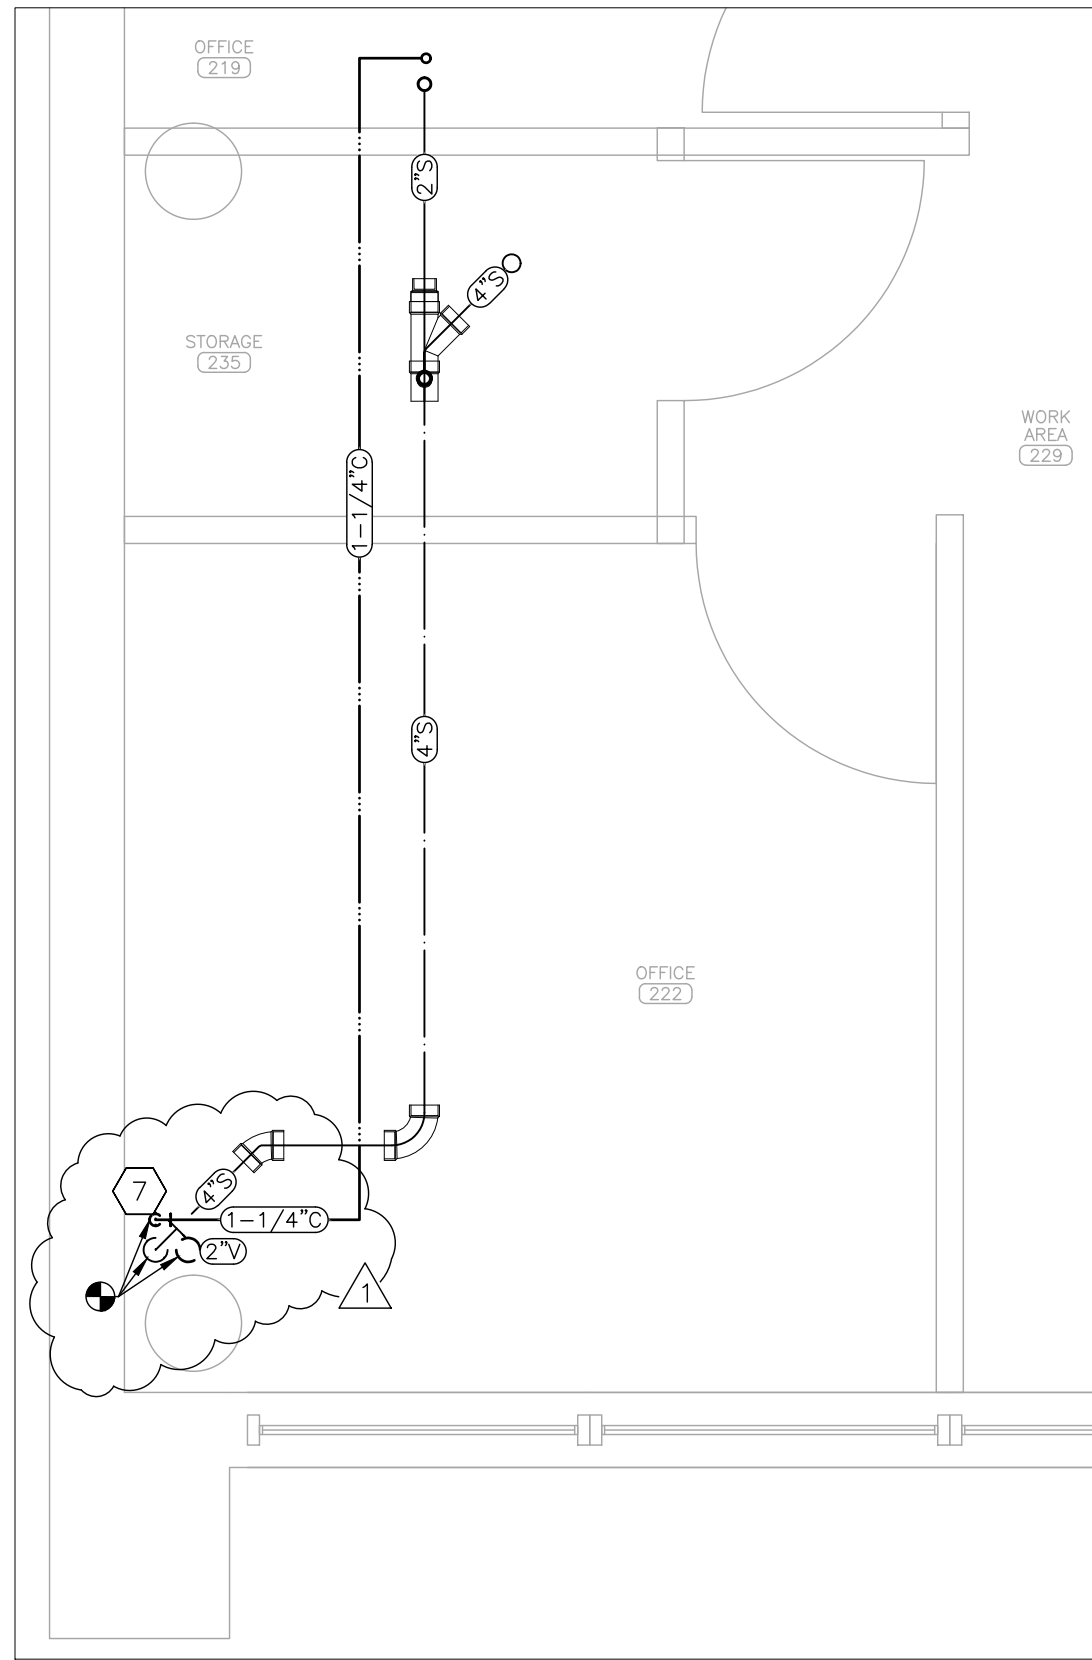 OFFICE
219
2"S
4"S
STORAGE
235
WORK
AREA
229
1-1/4"C
4"S
OFFICE
222
7
4"S
1-1/4"C
2"V
1